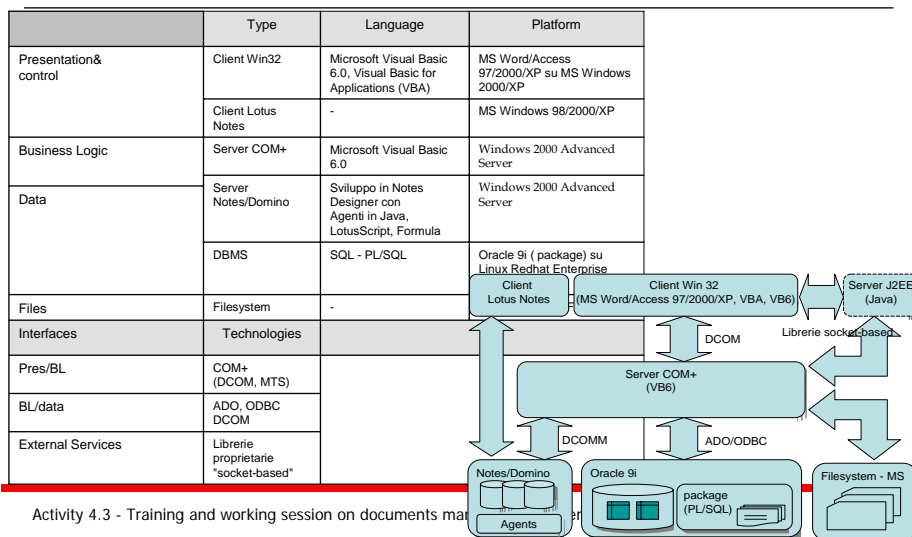 Type Language Platform
Presentation&
control
Client Win32
Microsoft Visual Basic
6.0, Visual Basic for
Applications (VBA)
MS Word/Access
97/2000/XP su MS Windows
2000/XP
Client Lotus
Notes
-
MS Windows 98/2000/XP
Business Logic
Server COM+
Microsoft Visual Basic
6.0
Windows 2000 Advanced
Server
Data
Server
Notes/Domino
Sviluppo in Notes
Designer con
Agenti in Java,
LotusScript, Formula
Windows 2000 Advanced
Server
DBMS
SQL - PL/SQL
Oracle 9i ( package) su
Linux Redhat Enterprise
Files
Filesystem
-
Interfaces
Technologies
Pres/BL
COM+
(DCOM, MTS)
BL/data
ADO, ODBC
DCOM
External Services
Librerie
proprietarie
"socket-based"
Client
Lotus Notes
Client Win 32
(MS Word/Access 97/2000/XP, VBA, VB6)
Server J2EE
(Java)
DCOM
Librerie socket-based
Server COM+
(VB6)
DCOMM
ADO/ODBC
Notes/Domino
Agents
Oracle 9i
package
(PL/SQL)
Filesystem - MS
Activity 4.3 - Training and working session on documents